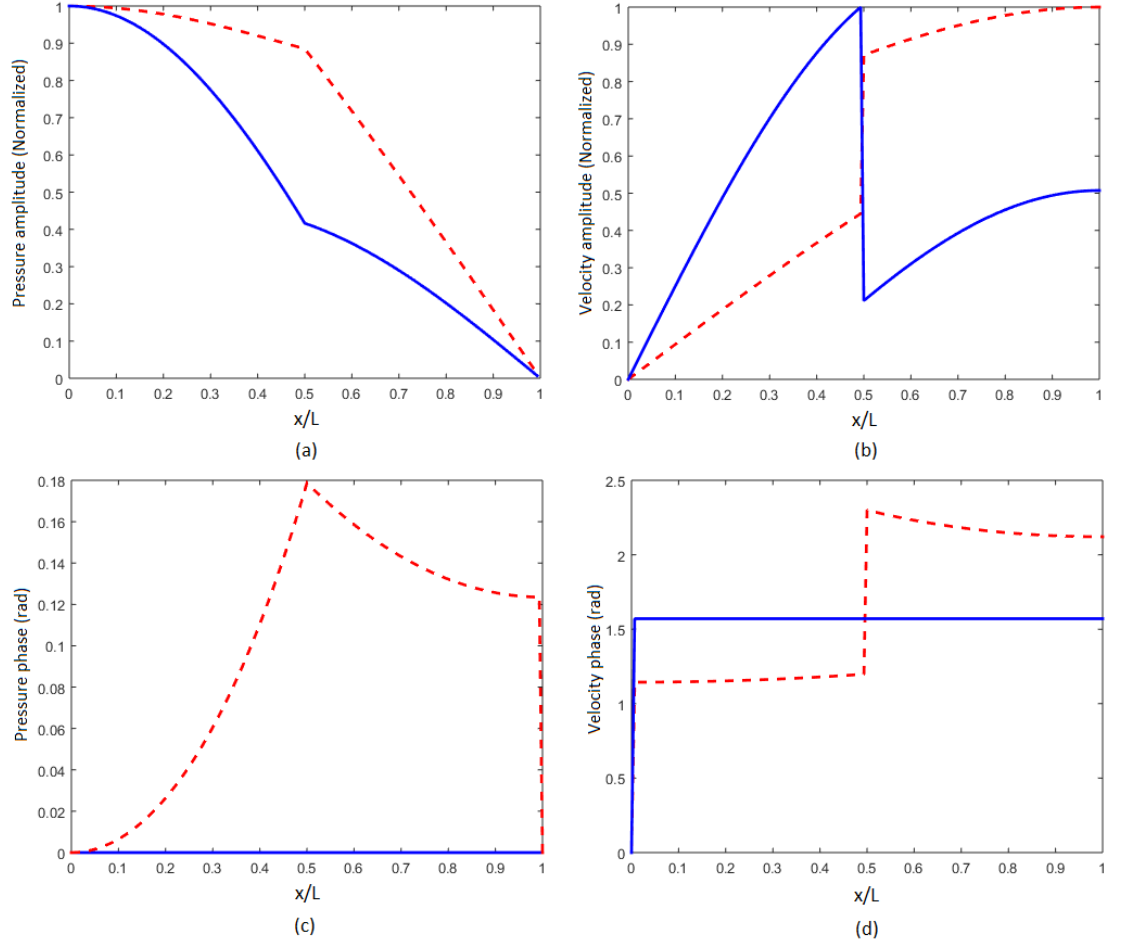 Pressure amplitude (Normalized)
1
0.9
0.8
0.7
0.6
0.5
0.4
0.3
0.2
0.1
0
0 0.1 0.2 0.3 0.4 0.5 0.6 0.7 0.8 0.9 1
x/L
(a)
Velocity amplitude (Normalized)
1
0.9
0.8
0.7
0.6
0.5
0.4
0.3
0.2
0.1
0
0 0.1 0.2 0.3 0.4 0.5 0.6 0.7 0.8 0.9 1
x/L
(b)
Pressure phase (rad)
0.18
0.16
0.14
0.12
0.1
0.08
0.06
0.04
0.02
0
0 0.1 0.2 0.3 0.4 0.5 0.6 0.7 0.8 0.9 1
x/L
(c)
Velocity phase (rad)
2.5
2
1.5
1
0.5
0
0 0.1 0.2 0.3 0.4 0.5 0.6 0.7 0.8 0.9 1
x/L
(d)